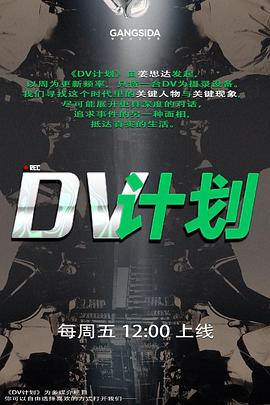 GANGSIDA
《DV计划》由姜思达发起，
以周为更新频率，只持一台DV为摄录设备。
我们寻找这个时代里的关键人物与关键现象，
尽可能展开更具深度的对话，
追求事件的另一种面相，
抵达真实的生活。
REC
DV计划
每周五 12:00 上线
《DV计划》为多媒介栏目
你可以自由选择喜欢的方式打开我们